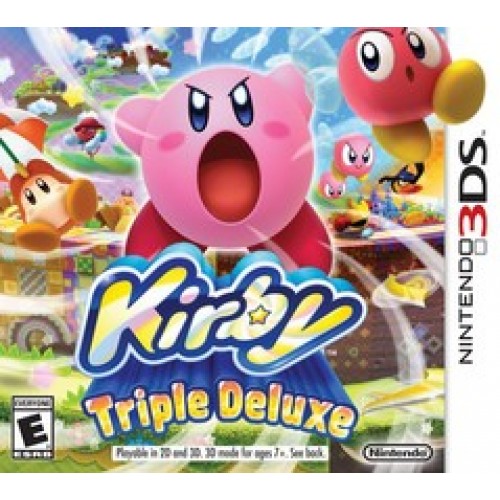 NINTENDO 3DS
Kirby
™
Triple Deluxe
EVERYONE
E
ESRB
Playable in 2D and 3D. 3D mode for ages 7+. See back.
Nintendo